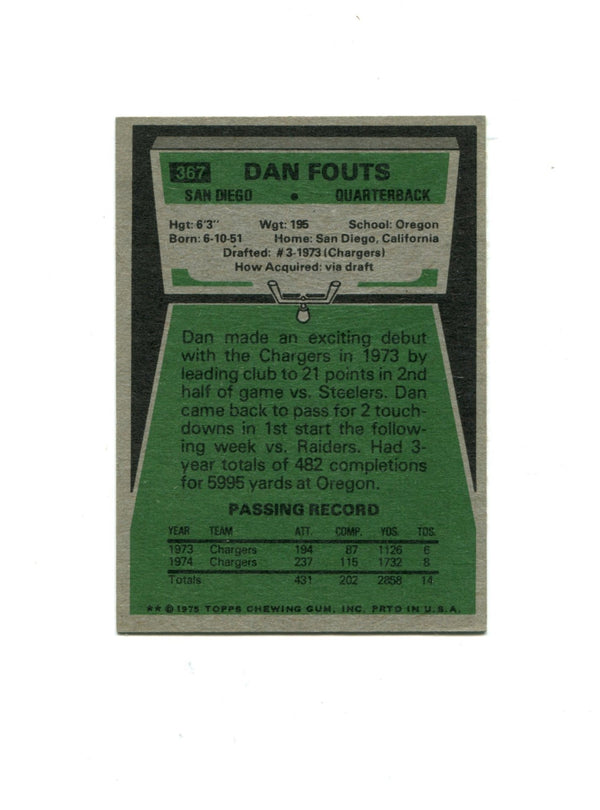 367 DAN FOUTS
SAN DIEGO • QUARTERBACK
Hgt: 6'3" Wgt: 195 School: Oregon
Born: 6-10-51 Home: San Diego, California
Drafted: #3-1973 (Chargers)
How Acquired: via draft
Dan made an exciting debut
with the Chargers in 1973 by
leading club to 21 points in 2nd
half of game vs. Steelers. Dan
came back to pass for 2 touch-
downs in 1st start the follow-
ing week vs. Raiders. Had 3-
year totals of 482 completions
for 5995 yards at Oregon.
PASSING RECORD
YEAR TEAM ATT. COMP. YDS. TDS.
1973 Chargers 194 87 1126 6
1974 Chargers 237 115 1732 8
Totals 431 202 2858 14
** © 1975 TOPPS CHEWING GUM, INC. PRTD IN U.S.A.